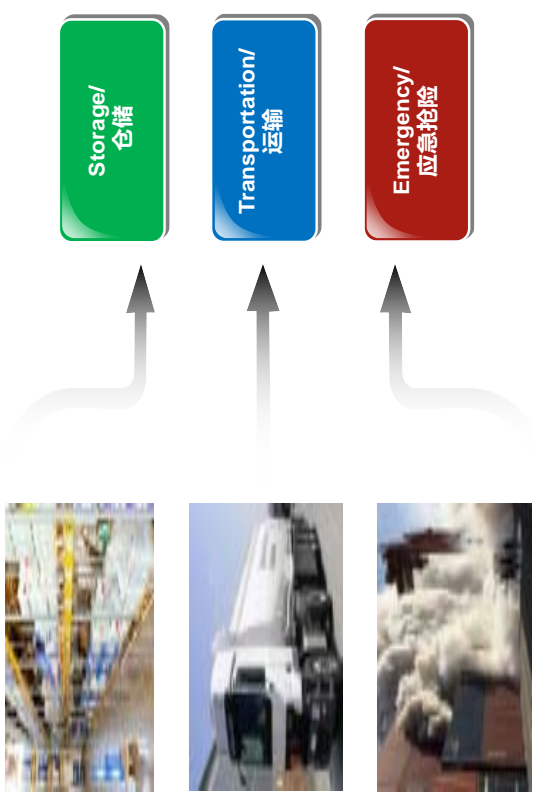 Storage/
仓储
Transportation/
运输
Emergency/
应急抢险